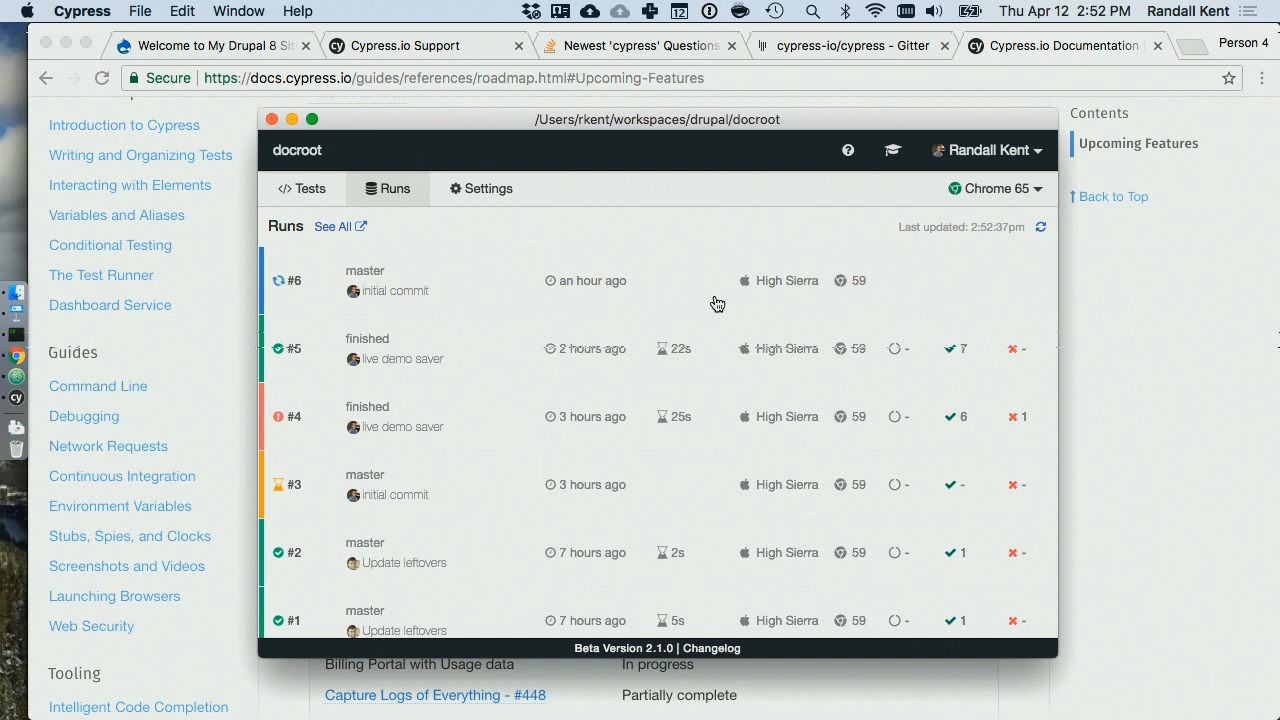 Cypress File Edit Window Help 12 Thu Apr 12 2:52 PM Randall Kent
Welcome to My Drupal 8 Sit Cypress.io Support Newest 'cypress' Questions cypress-io/cypress - Gitter Cypress.io Documentation Person 4
Secure https://docs.cypress.io/guides/references/roadmap.html#Upcoming-Features
Introduction to Cypress
Writing and Organizing Tests
Interacting with Elements
Variables and Aliases
Conditional Testing
The Test Runner
Dashboard Service
Guides
Command Line
Debugging
Network Requests
Continuous Integration
Environment Variables
Stubs, Spies, and Clocks
Screenshots and Videos
Launching Browsers
Web Security
Tooling
Intelligent Code Completion
/Users/rkent/workspaces/drupal/docroot
docroot Randall Kent
</> Tests Runs Settings Chrome 65
Runs See All Last updated: 2:52:37pm
#6 master an hour ago High Sierra 59
initial commit
#5 finished 2 hours ago 22s High Sierra 59 - 7 -
live demo saver
#4 finished 3 hours ago 25s High Sierra 59 - 6 1
live demo saver
#3 master 3 hours ago High Sierra 59 - - -
initial commit
#2 master 7 hours ago 2s High Sierra 59 - 1 -
Update leftovers
#1 master 7 hours ago 5s High Sierra 59 - 1 -
Update leftovers
Beta Version 2.1.0 | Changelog
Billing Portal with Usage data In progress
Capture Logs of Everything - #448 Partially complete
Contents
Upcoming Features
Back to Top
cy